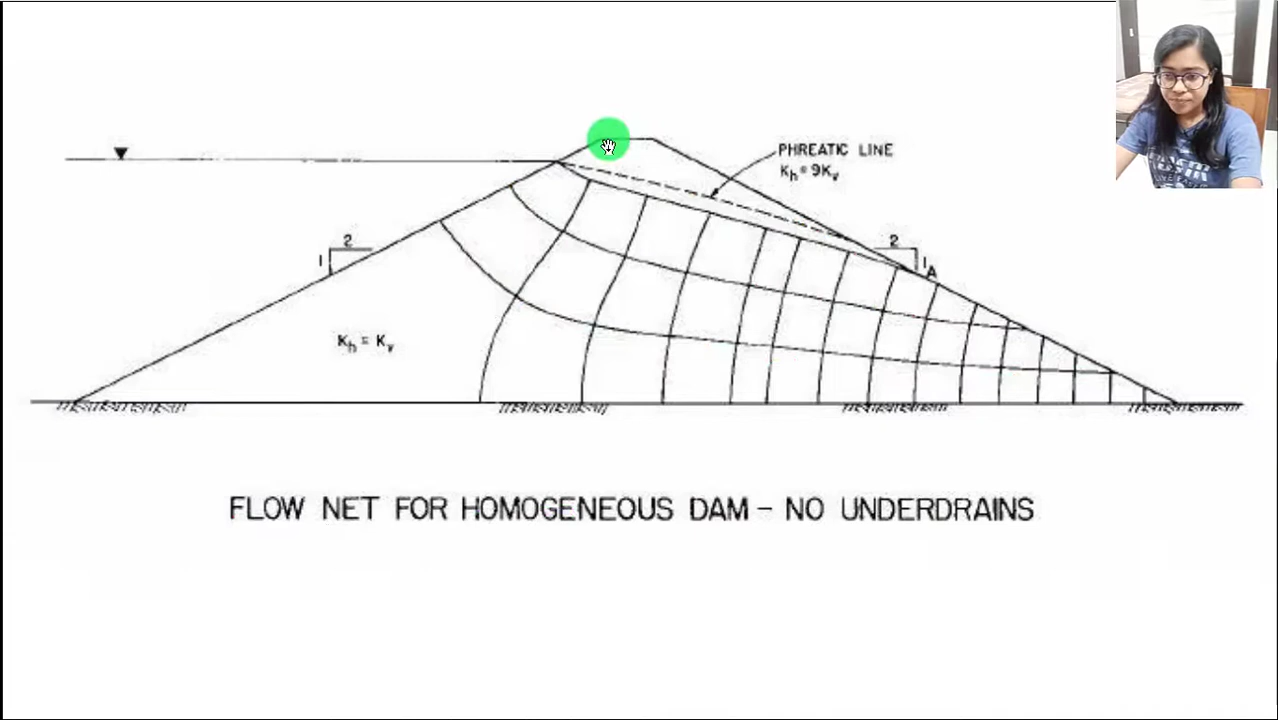 PHREATIC LINE
Kh = 9Kv
2
1
2
1
A
Kh = Kv
FLOW NET FOR HOMOGENEOUS DAM – NO UNDERDRAINS